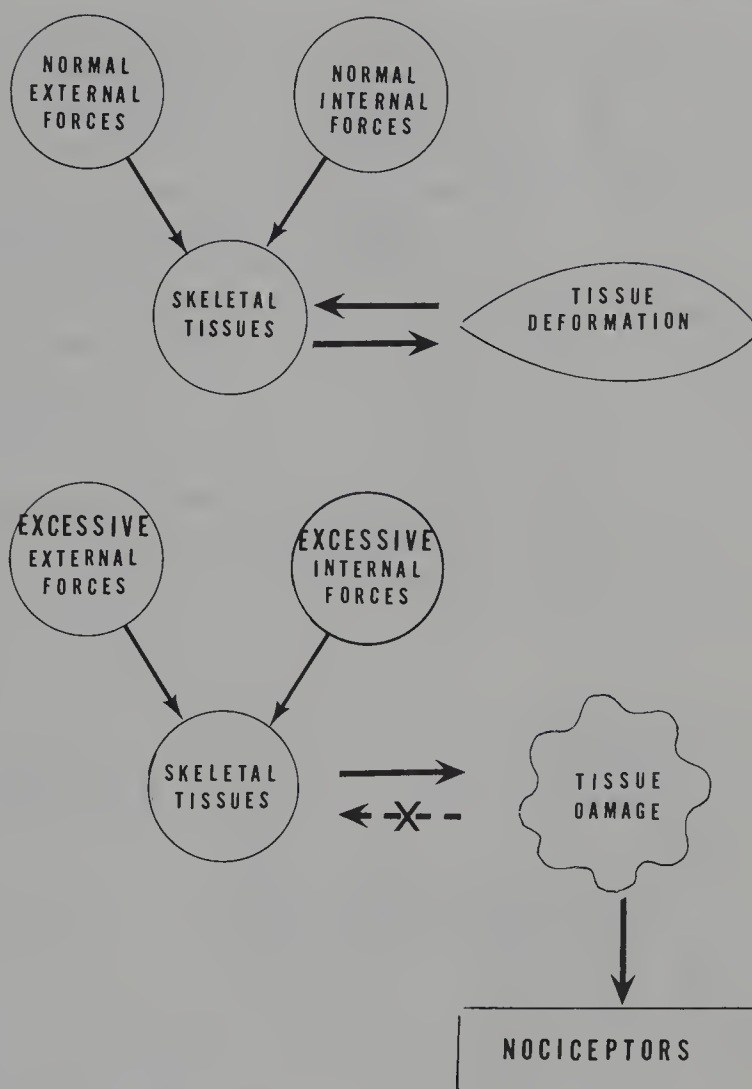 NORMAL
EXTERNAL
FORCES
NORMAL
INTERNAL
FORCES
SKELETAL
TISSUES
TISSUE
DEFORMATION
EXCESSIVE
EXTERNAL
FORCES
EXCESSIVE
INTERNAL
FORCES
SKELETAL
TISSUES
X
TISSUE
DAMAGE
NOCICEPTORS